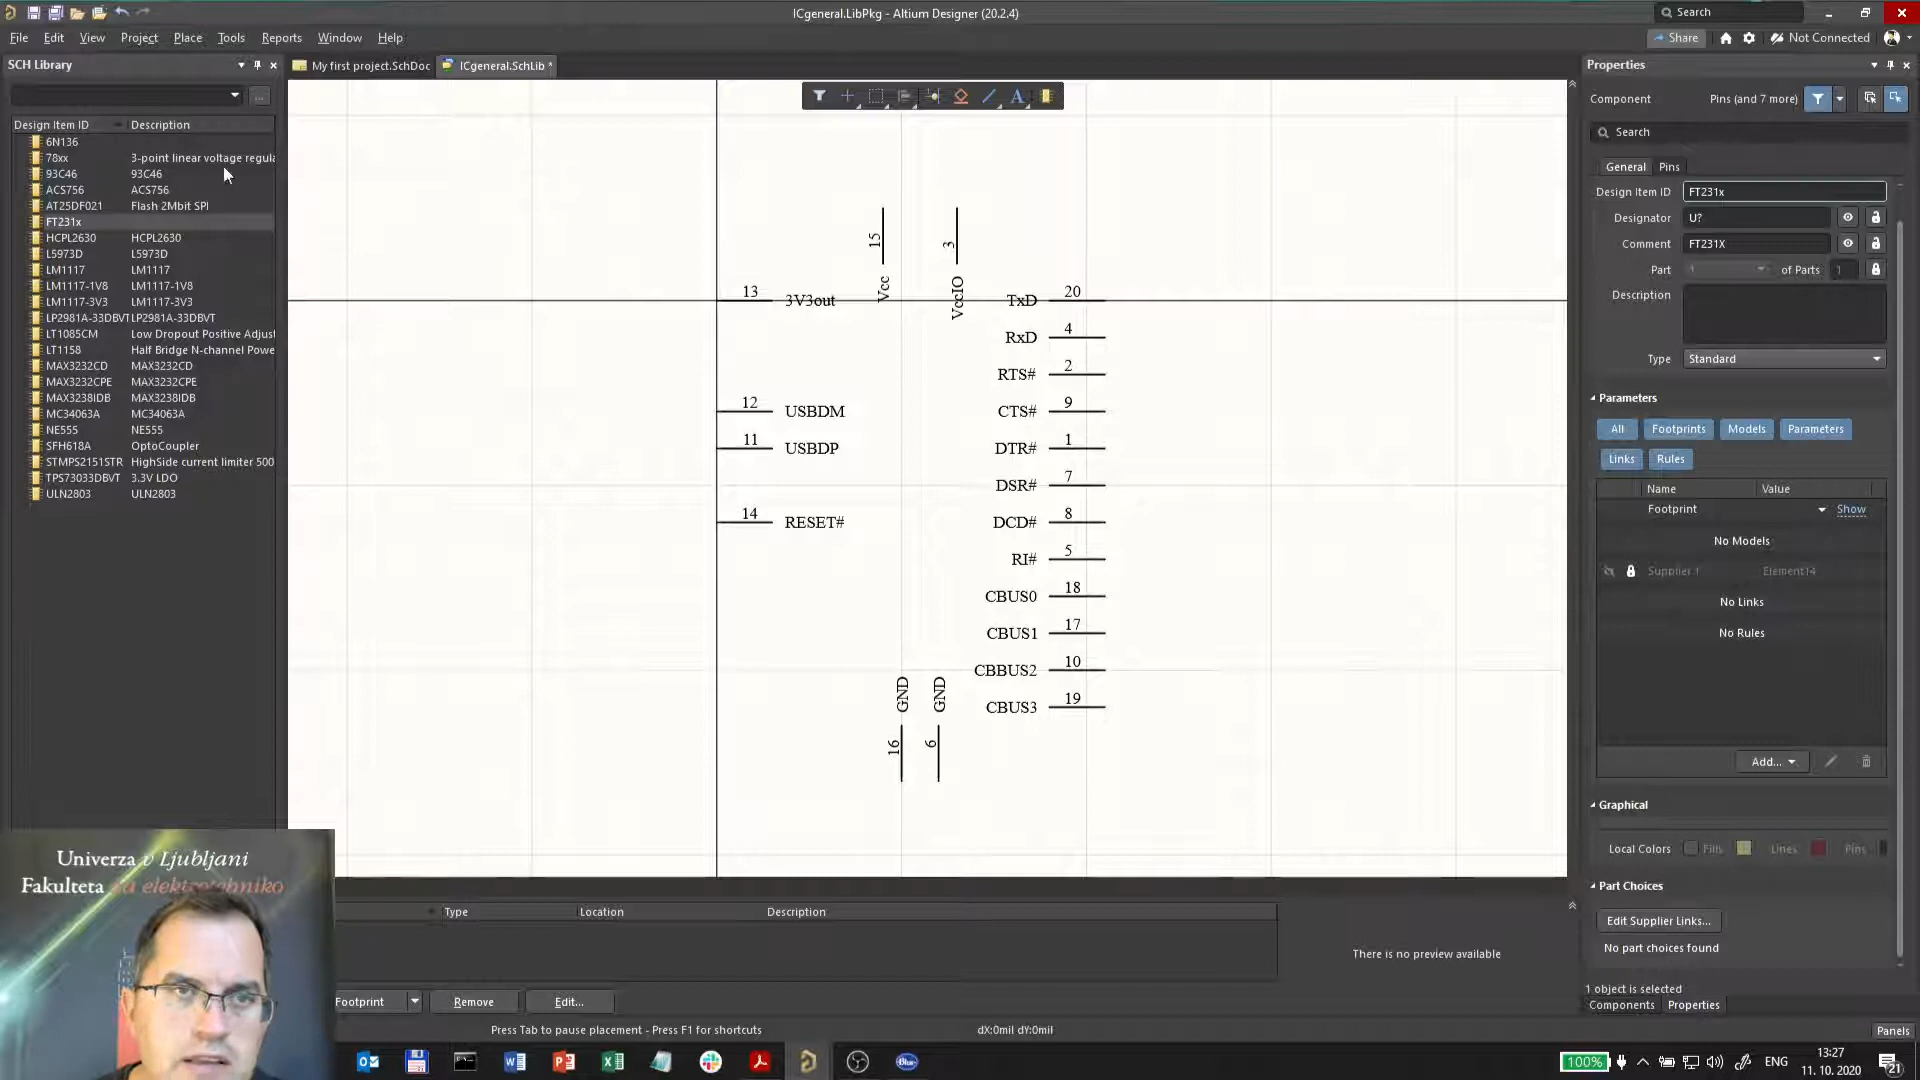 ICgeneral.LibPkg - Altium Designer (20.2.4)
Search
File Edit View Project Place Tools Reports Window Help
Share
Not Connected
SCH Library
My first project.SchDoc
ICgeneral.SchLib *
Properties
Component
Pins (and 7 more)
...
Search
Design Item ID Description
6N136
78xx 3-point linear voltage regula
93C46 93C46
ACS756 ACS756
AT25DF021 Flash 2Mbit SPI
FT231x
HCPL2630 HCPL2630
L5973D L5973D
LM1117 LM1117
LM1117-1V8 LM1117-1V8
LM1117-3V3 LM1117-3V3
LP2981A-33DBVT LP2981A-33DBVT
LT1085CM Low Dropout Positive Adjust
LT1158 Half Bridge N-channel Powe
MAX3232CD MAX3232CD
MAX3232CPE MAX3232CPE
MAX3238IDB MAX3238IDB
MC34063A MC34063A
NE555 NE555
SFH618A OptoCoupler
STMPS2151STR HighSide current limiter 500
TPS73033DBVT 3.3V LDO
ULN2803 ULN2803
15 Vcc
3 VccIO
13 3V3out
12 USBDM
11 USBDP
14 RESET#
TxD 20
RxD 4
RTS# 2
CTS# 9
DTR# 1
DSR# 7
DCD# 8
RI# 5
CBUS0 18
CBUS1 17
CBBUS2 10
CBUS3 19
GND 16
GND 6
General Pins
Design Item ID FT231x
Designator U?
Comment FT231X
Part 1 of Parts 1
Description
Type Standard
Parameters
All Footprints Models Parameters
Links Rules
Name Value
Footprint Show
No Models
Supplier 1 Element14
No Links
No Rules
Add...
Graphical
Local Colors Fills Lines Pins
Part Choices
Edit Supplier Links...
No part choices found
1 object is selected
Components Properties
Panels
Type Location Description
There is no preview available
Footprint Remove Edit...
Press Tab to pause placement - Press F1 for shortcuts
dX:0mil dY:0mil
Univerza v Ljubljani
Fakulteta za elektrotehniko
100%
ENG
13:27
11. 10. 2020
21